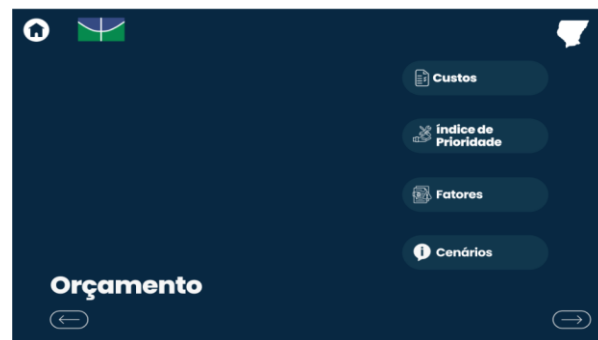 Custos
índice de
Prioridade
Fatores
Cenários
Orçamento